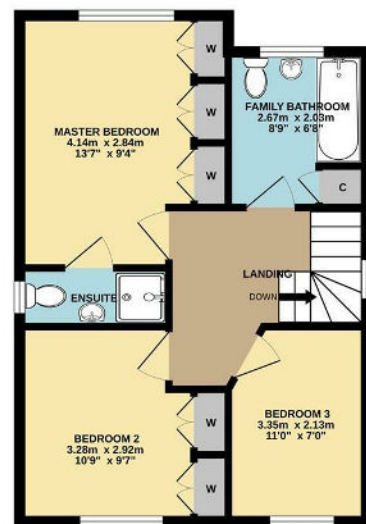 MASTER BEDROOM
4.14m x 2.84m
13'7" x 9'4"
W
W
W
FAMILY BATHROOM
2.67m x 2.03m
8'9" x 6'8"
C
LANDING
DOWN
ENSUITE
BEDROOM 2
3.28m x 2.92m
10'9" x 9'7"
W
W
BEDROOM 3
3.35m x 2.13m
11'0" x 7'0"